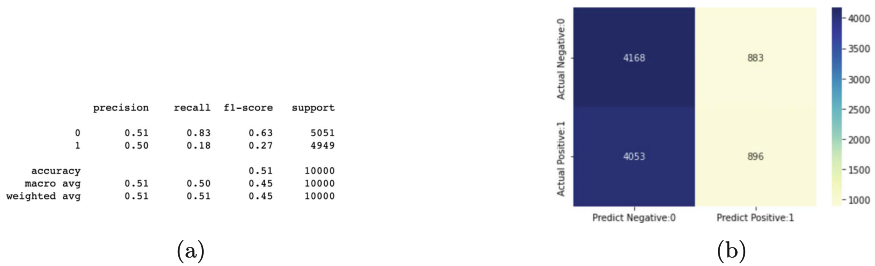 precision recall f1-score support
0 0.51 0.83 0.63 5051
1 0.50 0.18 0.27 4949
accuracy 0.51 10000
macro avg 0.51 0.50 0.45 10000
weighted avg 0.51 0.51 0.45 10000
(a)
Actual Negative:0
Actual Positive:1
4168 883
4053 896
Predict Negative:0 Predict Positive:1
4000
3500
3000
2500
2000
1500
1000
(b)